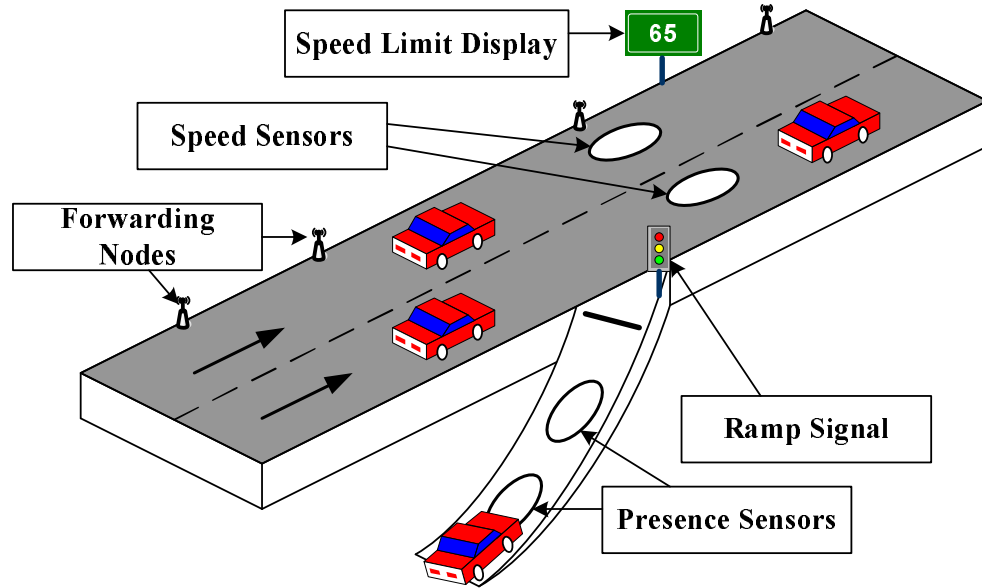 Speed Limit Display
65
Speed Sensors
Forwarding
Nodes
Ramp Signal
Presence Sensors